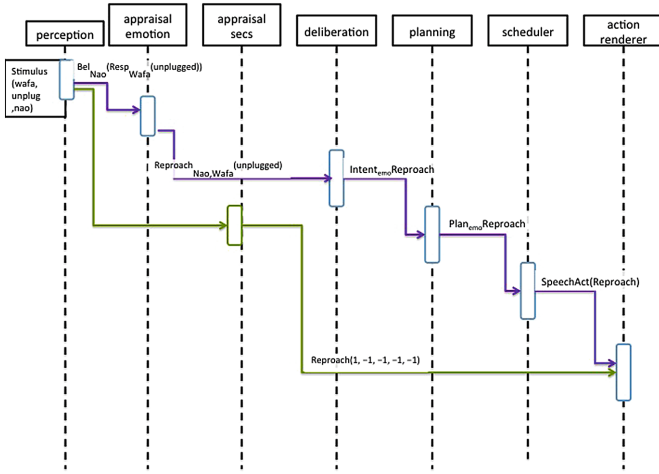 perception
appraisal
emotion
appraisal
secs
deliberation
planning
scheduler
action
renderer
Stimulus
(wafa,
unplug
,nao)
Bel Nao (Resp Wafa (unplugged))
Reproach Nao,Wafa (unplugged)
Intent emo Reproach
Plan emo Reproach
SpeechAct(Reproach)
Reproach(1, −1, −1, −1, −1)